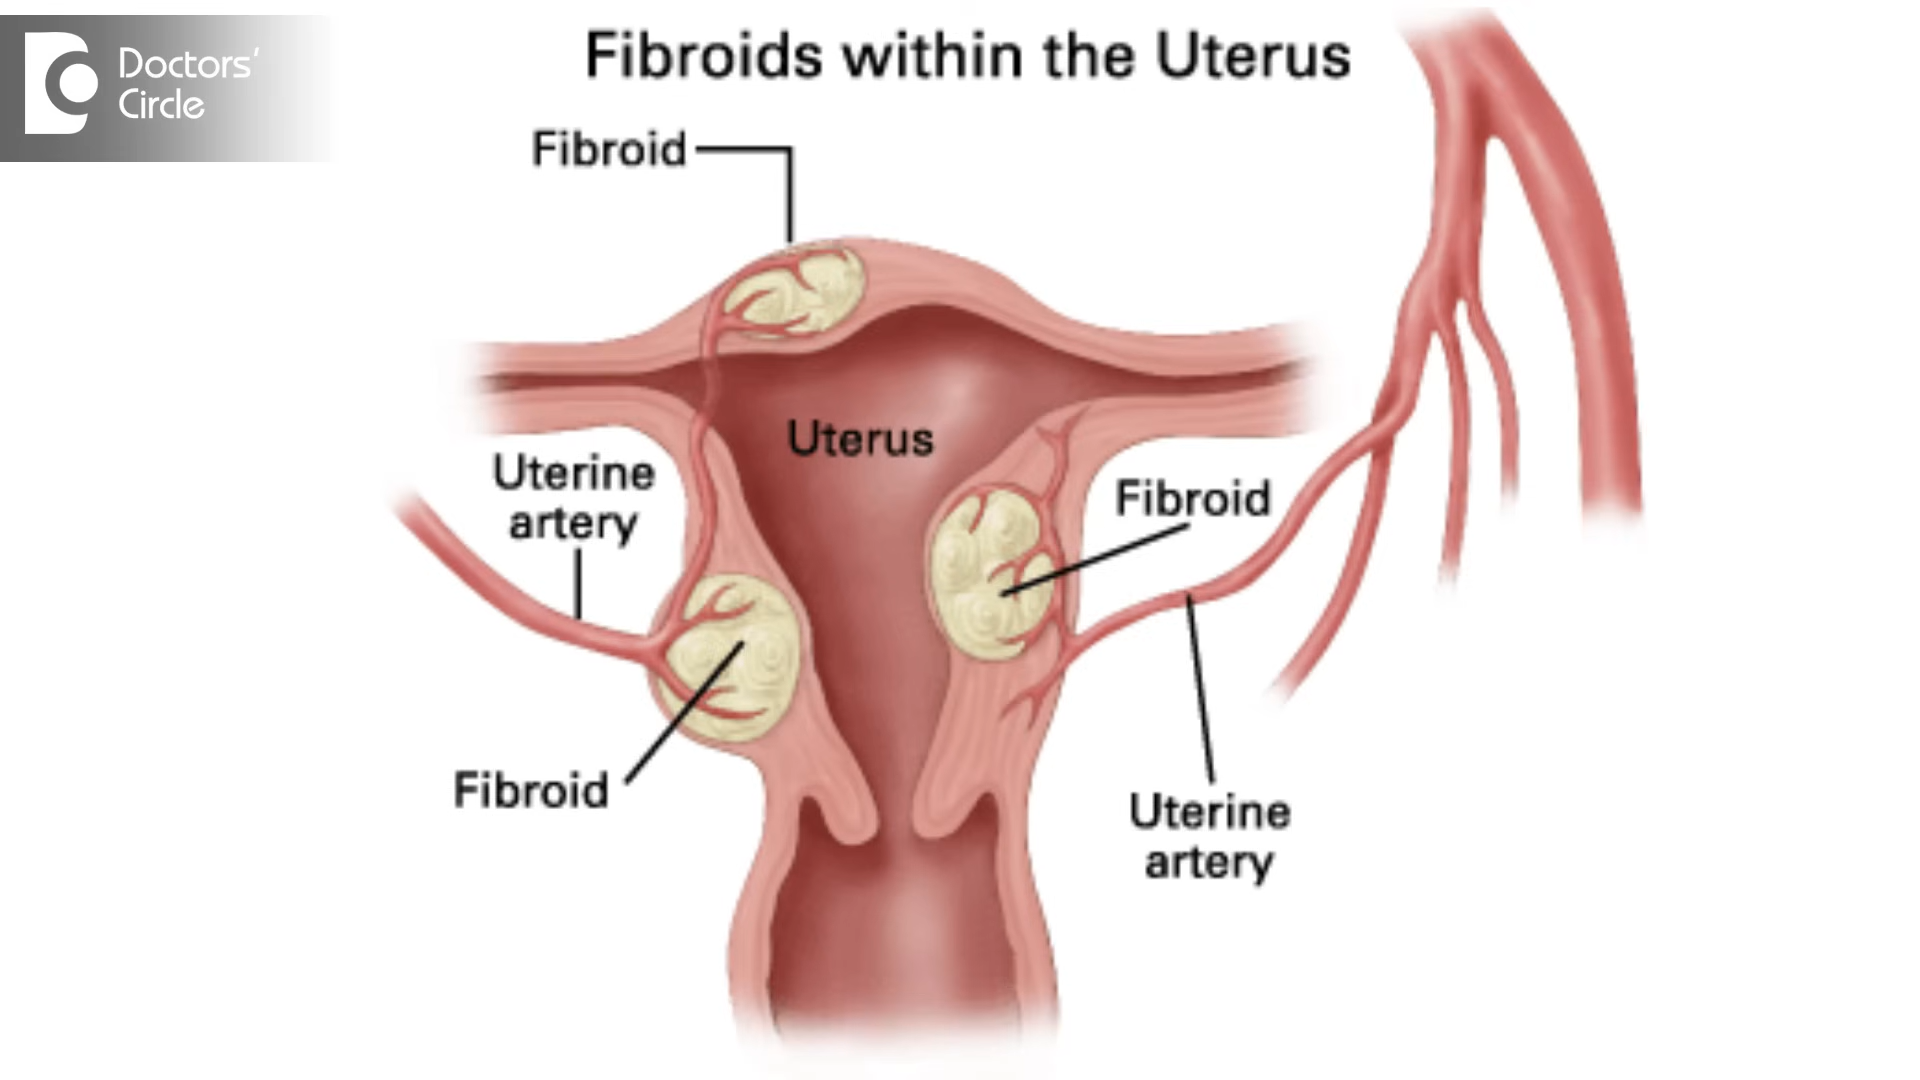 Doctors'
Circle
Fibroids within the Uterus
Fibroid
Uterus
Uterine
artery
Fibroid
Fibroid
Uterine
artery